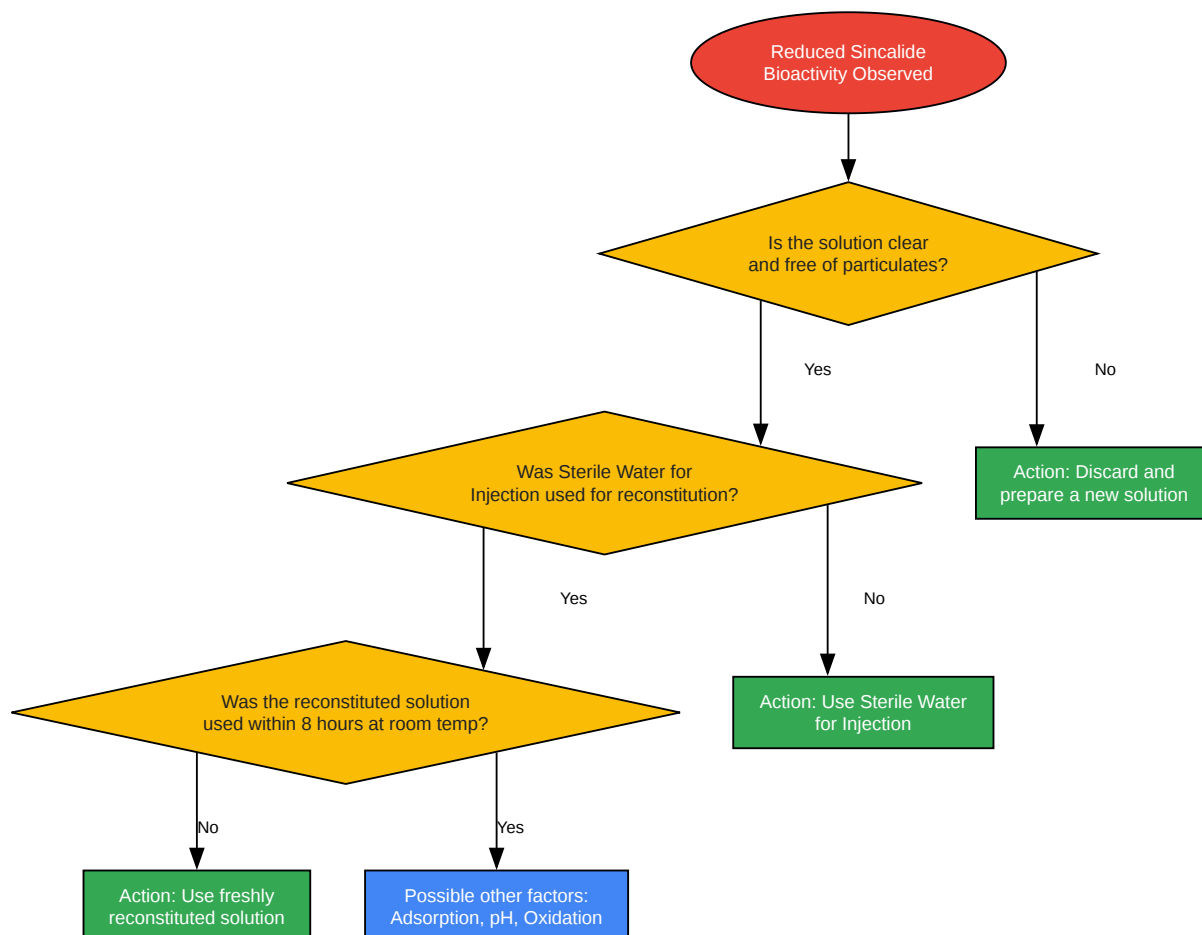 Reduced Sincalide
Bioactivity Observed
Is the solution clear
and free of particulates?
Yes
No
Was Sterile Water for
Injection used for reconstitution?
Action: Discard and
prepare a new solution
Yes
No
Was the reconstituted solution
used within 8 hours at room temp?
Action: Use Sterile Water
for Injection
No
Yes
Action: Use freshly
reconstituted solution
Possible other factors:
Adsorption, pH, Oxidation